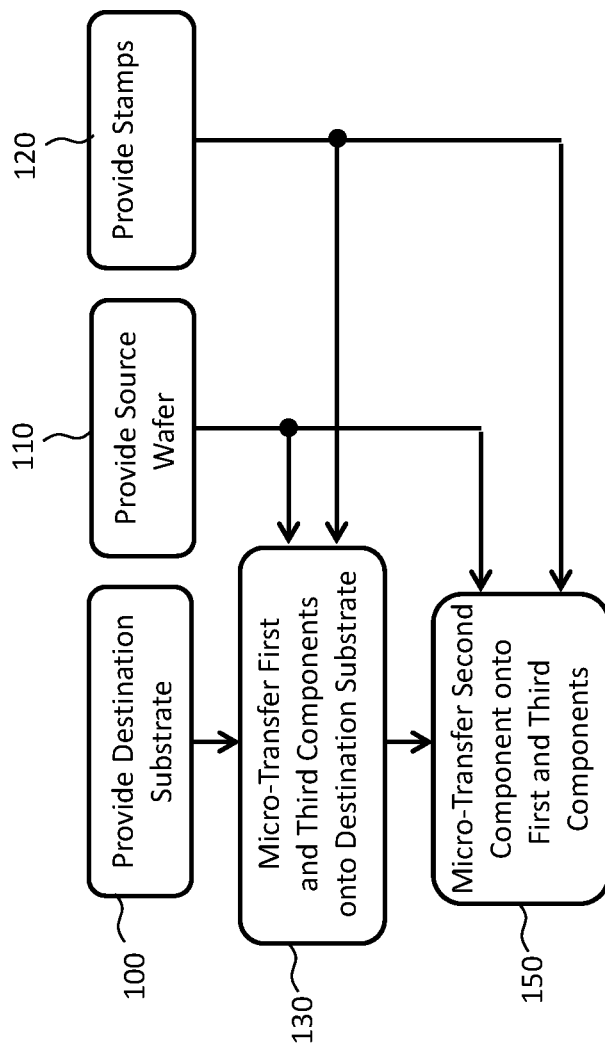 100
Provide Destination
Substrate
110
Provide Source
Wafer
120
Provide Stamps
130
Micro-Transfer First
and Third Components
onto Destination Substrate
150
Micro-Transfer Second
Component onto
First and Third
Components